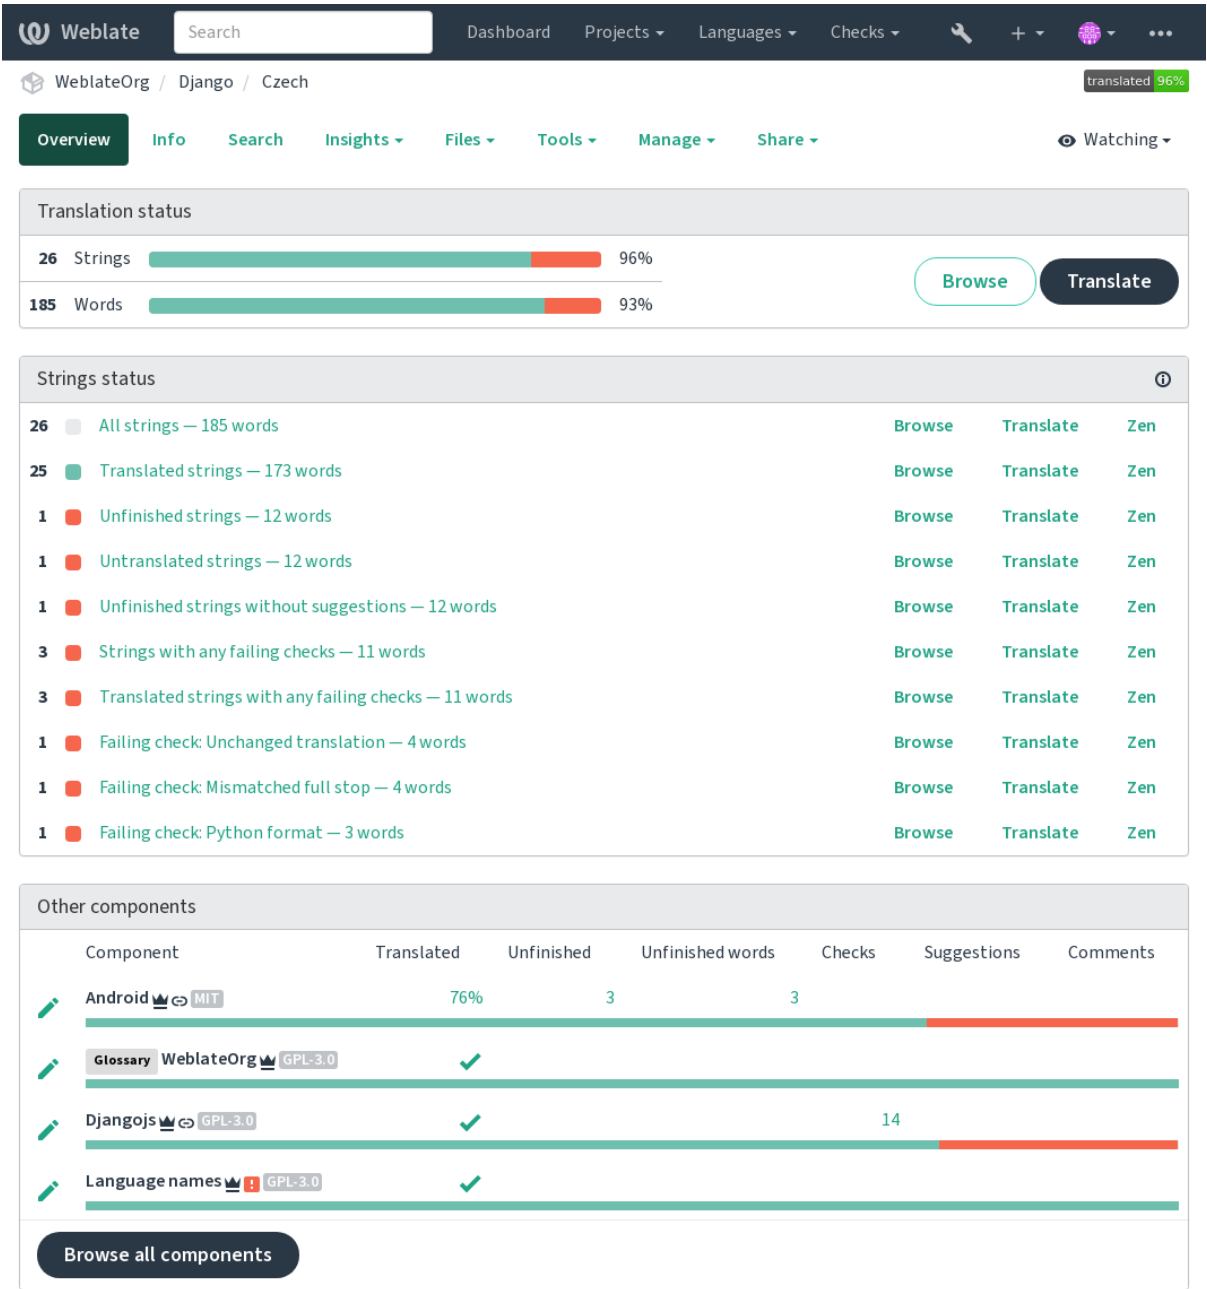 Weblate Search Dashboard Projects Languages Checks
WeblateOrg / Django / Czech translated 96%
Overview Info Search Insights Files Tools Manage Share Watching
Translation status
26 Strings 96%
Browse Translate
185 Words 93%
Strings status
26 All strings — 185 words Browse Translate Zen
25 Translated strings — 173 words Browse Translate Zen
1 Unfinished strings — 12 words Browse Translate Zen
1 Untranslated strings — 12 words Browse Translate Zen
1 Unfinished strings without suggestions — 12 words Browse Translate Zen
3 Strings with any failing checks — 11 words Browse Translate Zen
3 Translated strings with any failing checks — 11 words Browse Translate Zen
1 Failing check: Unchanged translation — 4 words Browse Translate Zen
1 Failing check: Mismatched full stop — 4 words Browse Translate Zen
1 Failing check: Python format — 3 words Browse Translate Zen
Other components
Component Translated Unfinished Unfinished words Checks Suggestions Comments
Android MIT 76% 3 3
Glossary WeblateOrg GPL-3.0
Djangojs GPL-3.0 14
Language names GPL-3.0
Browse all components